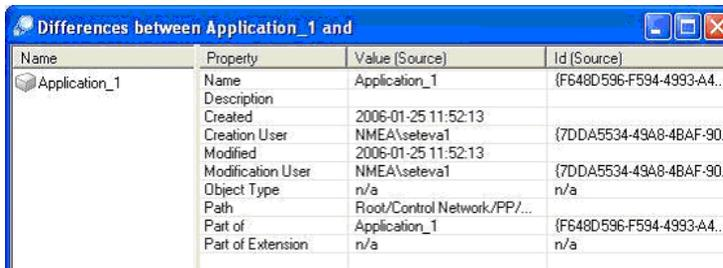 Differences between Application_1 and
Name Property Value (Source) Id (Source)
Application_1 Name Application_1 {F648D596-F594-4993-A4...
Description
Created 2006-01-25 11:52:13
Creation User NMEA\seteva1 {7DDA5534-49A8-4BAF-90...
Modified 2006-01-25 11:52:13
Modification User NMEA\seteva1 {7DDA5534-49A8-4BAF-90...
Object Type n/a n/a
Path Root/Control Network/PP/...
Part of Application_1 {F648D596-F594-4993-A4...
Part of Extension n/a n/a